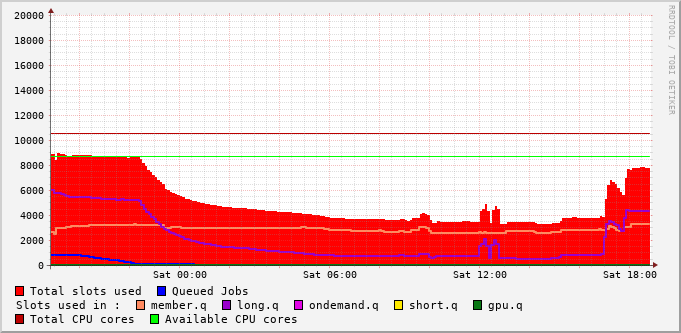 20000
18000
16000
14000
12000
10000
8000
6000
4000
2000
0
Sat 00:00 Sat 06:00 Sat 12:00 Sat 18:00
RRDTOOL / TOBI OETIKER
Total slots used Queued Jobs
Slots used in : member.q long.q ondemand.q short.q gpu.q
Total CPU cores Available CPU cores